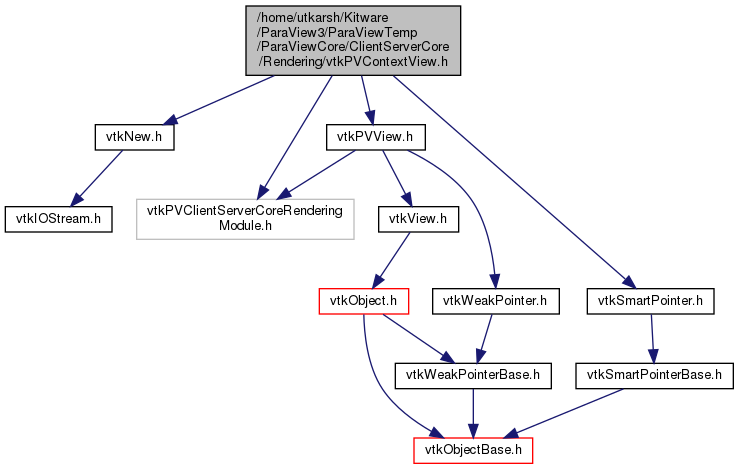 /home/utkarsh/Kitware
/ParaView3/ParaViewTemp
/ParaViewCore/ClientServerCore
/Rendering/vtkPVContextView.h
vtkNew.h
vtkPVView.h
vtkIOStream.h
vtkPVClientServerCoreRendering
Module.h
vtkView.h
vtkObject.h
vtkWeakPointer.h
vtkSmartPointer.h
vtkWeakPointerBase.h
vtkSmartPointerBase.h
vtkObjectBase.h